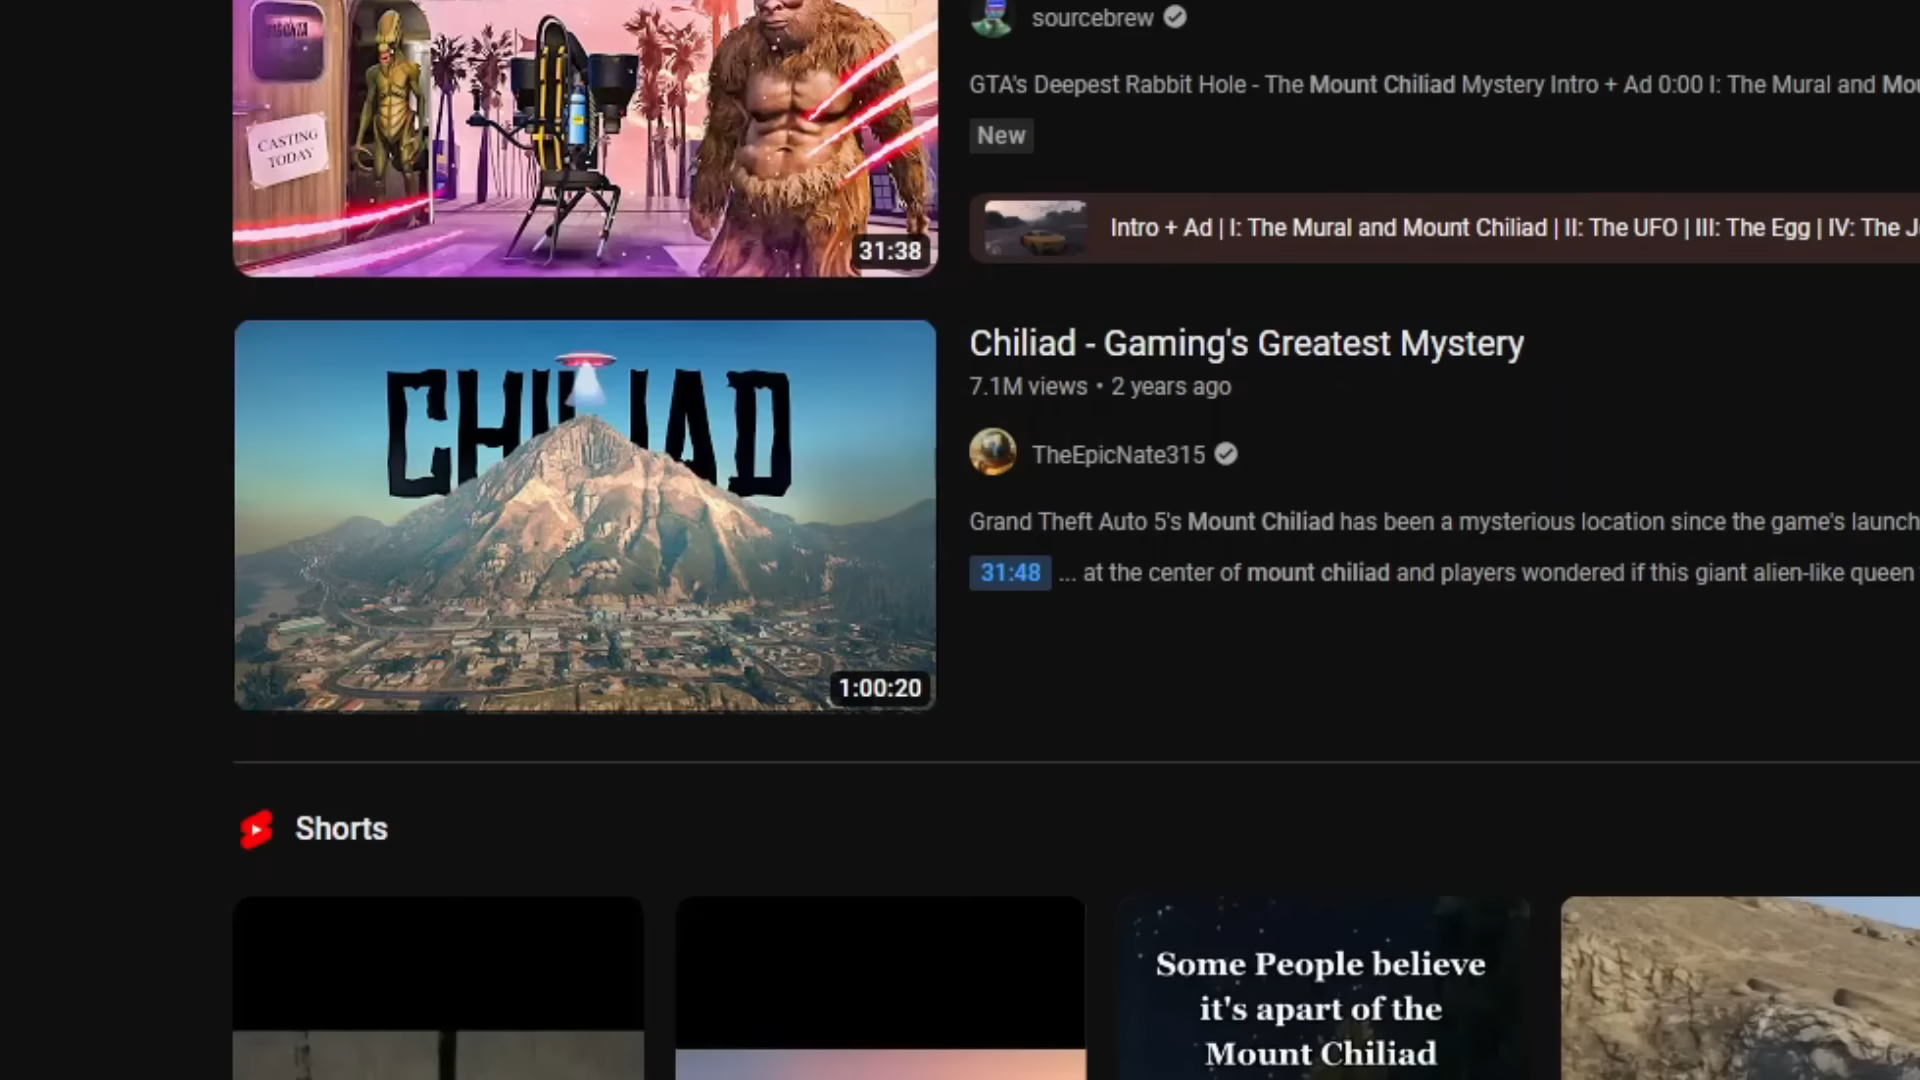 sourcebrew
GTA's Deepest Rabbit Hole - The Mount Chiliad Mystery Intro + Ad 0:00 I: The Mural and Mou
New
Intro + Ad | I: The Mural and Mount Chiliad | II: The UFO | III: The Egg | IV: The J
CASTING
TODAY
31:38
CHILIAD
1:00:20
Chiliad - Gaming's Greatest Mystery
7.1M views • 2 years ago
TheEpicNate315
Grand Theft Auto 5's Mount Chiliad has been a mysterious location since the game's launch
31:48 ... at the center of mount chiliad and players wondered if this giant alien-like queen
Shorts
Some People believe
it's apart of the
Mount Chiliad